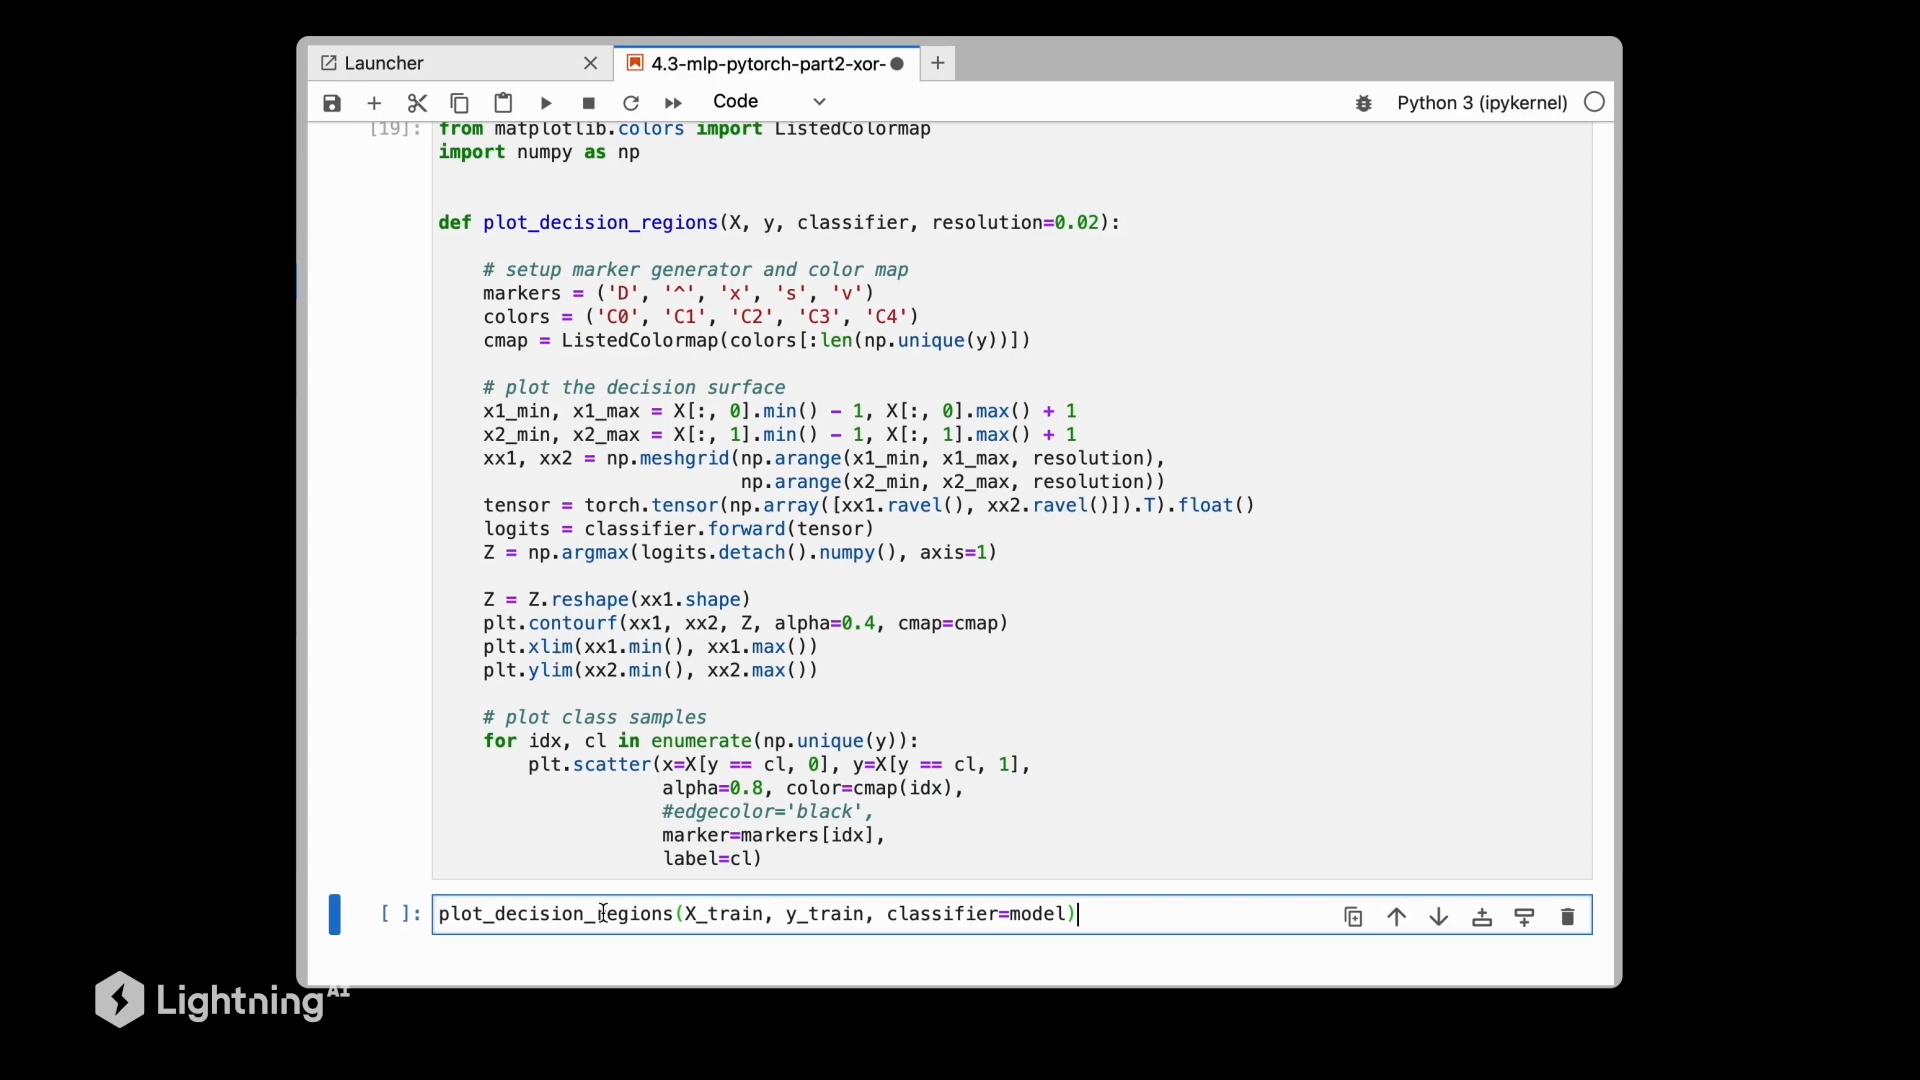 Launcher
4.3-mlp-pytorch-part2-xor-
Code
Python 3 (ipykernel)
[19]: from matplotlib.colors import ListedColormap
import numpy as np
def plot_decision_regions(X, y, classifier, resolution=0.02):
    # setup marker generator and color map
    markers = ('D', '^', 'x', 's', 'v')
    colors = ('C0', 'C1', 'C2', 'C3', 'C4')
    cmap = ListedColormap(colors[:len(np.unique(y))])
    # plot the decision surface
    x1_min, x1_max = X[:, 0].min() - 1, X[:, 0].max() + 1
    x2_min, x2_max = X[:, 1].min() - 1, X[:, 1].max() + 1
    xx1, xx2 = np.meshgrid(np.arange(x1_min, x1_max, resolution),
                           np.arange(x2_min, x2_max, resolution))
    tensor = torch.tensor(np.array([xx1.ravel(), xx2.ravel()]).T).float()
    logits = classifier.forward(tensor)
    Z = np.argmax(logits.detach().numpy(), axis=1)
    Z = Z.reshape(xx1.shape)
    plt.contourf(xx1, xx2, Z, alpha=0.4, cmap=cmap)
    plt.xlim(xx1.min(), xx1.max())
    plt.ylim(xx2.min(), xx2.max())
    # plot class samples
    for idx, cl in enumerate(np.unique(y)):
        plt.scatter(x=X[y == cl, 0], y=X[y == cl, 1],
                    alpha=0.8, color=cmap(idx),
                    #edgecolor='black',
                    marker=markers[idx],
                    label=cl)
[ ]: plot_decision_regions(X_train, y_train, classifier=model)
Lightning AI